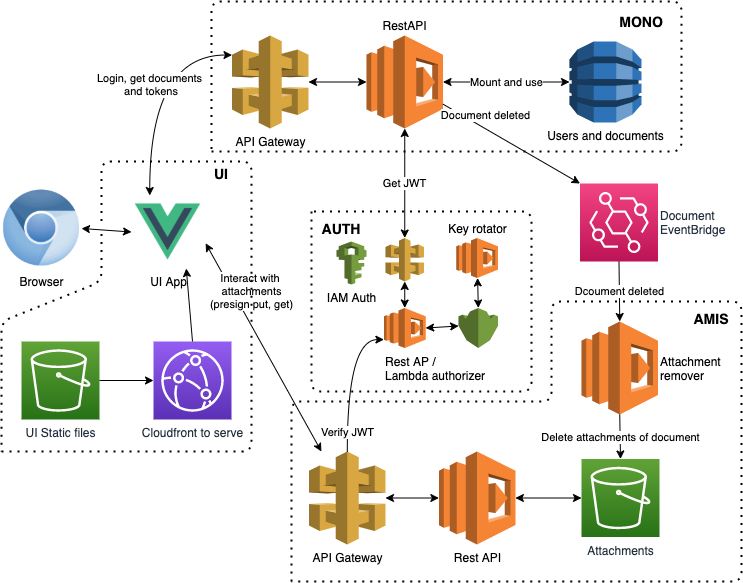 MONO
RestAPI
Login, get documents
and tokens
API Gateway
Mount and use
Users and documents
Document deleted
UI
Get JWT
Document
EventBridge
AUTH
Key rotator
Browser
UI App
Interact with
attachments
(presign-put, get)
IAM Auth
Dcoument deleted
AMIS
Rest AP /
Lambda authorizer
Attachment
remover
UI Static files
Cloudfront to serve
Verify JWT
Delete attachments of document
API Gateway
Rest API
Attachments